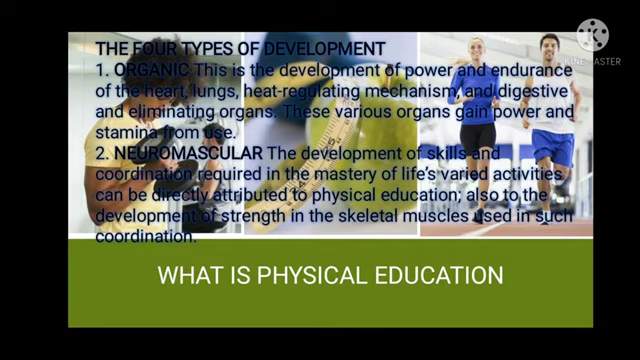 THE FOUR TYPES OF DEVELOPMENT
1. ORGANIC This is the development of power and endurance
of the heart, lungs, heat-regulating mechanism, and digestive
and eliminating organs. These various organs gain power and
stamina from use.
2. NEUROMASCULAR The development of skills and
coordination required in the mastery of life's varied activities
can be directly attributed to physical education; also to the
development of strength in the skeletal muscles used in such
coordination.
WHAT IS PHYSICAL EDUCATION
KINEMASTER